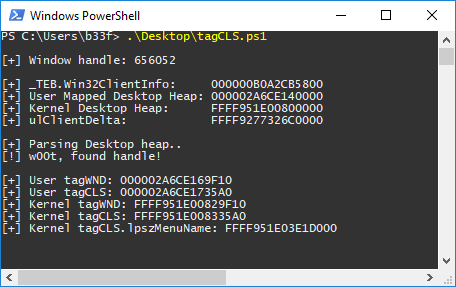 Windows PowerShell
PS C:\Users\b33f> .\Desktop\tagCLS.ps1
[+] Window handle: 656052
[+] _TEB.Win32ClientInfo: 000000B0A2CB5800
[+] User Mapped Desktop Heap: 000002A6CE140000
[+] Kernel Desktop Heap: FFFF951E00800000
[+] ulClientDelta: FFFF9277326C0000
[+] Parsing Desktop heap..
[!] w00t, found handle!
[+] User tagWND: 000002A6CE169F10
[+] User tagCLS: 000002A6CE1735A0
[+] Kernel tagWND: FFFF951E00829F10
[+] Kernel tagCLS: FFFF951E008335A0
[+] Kernel tagCLS.lpszMenuName: FFFF951E03E1D000